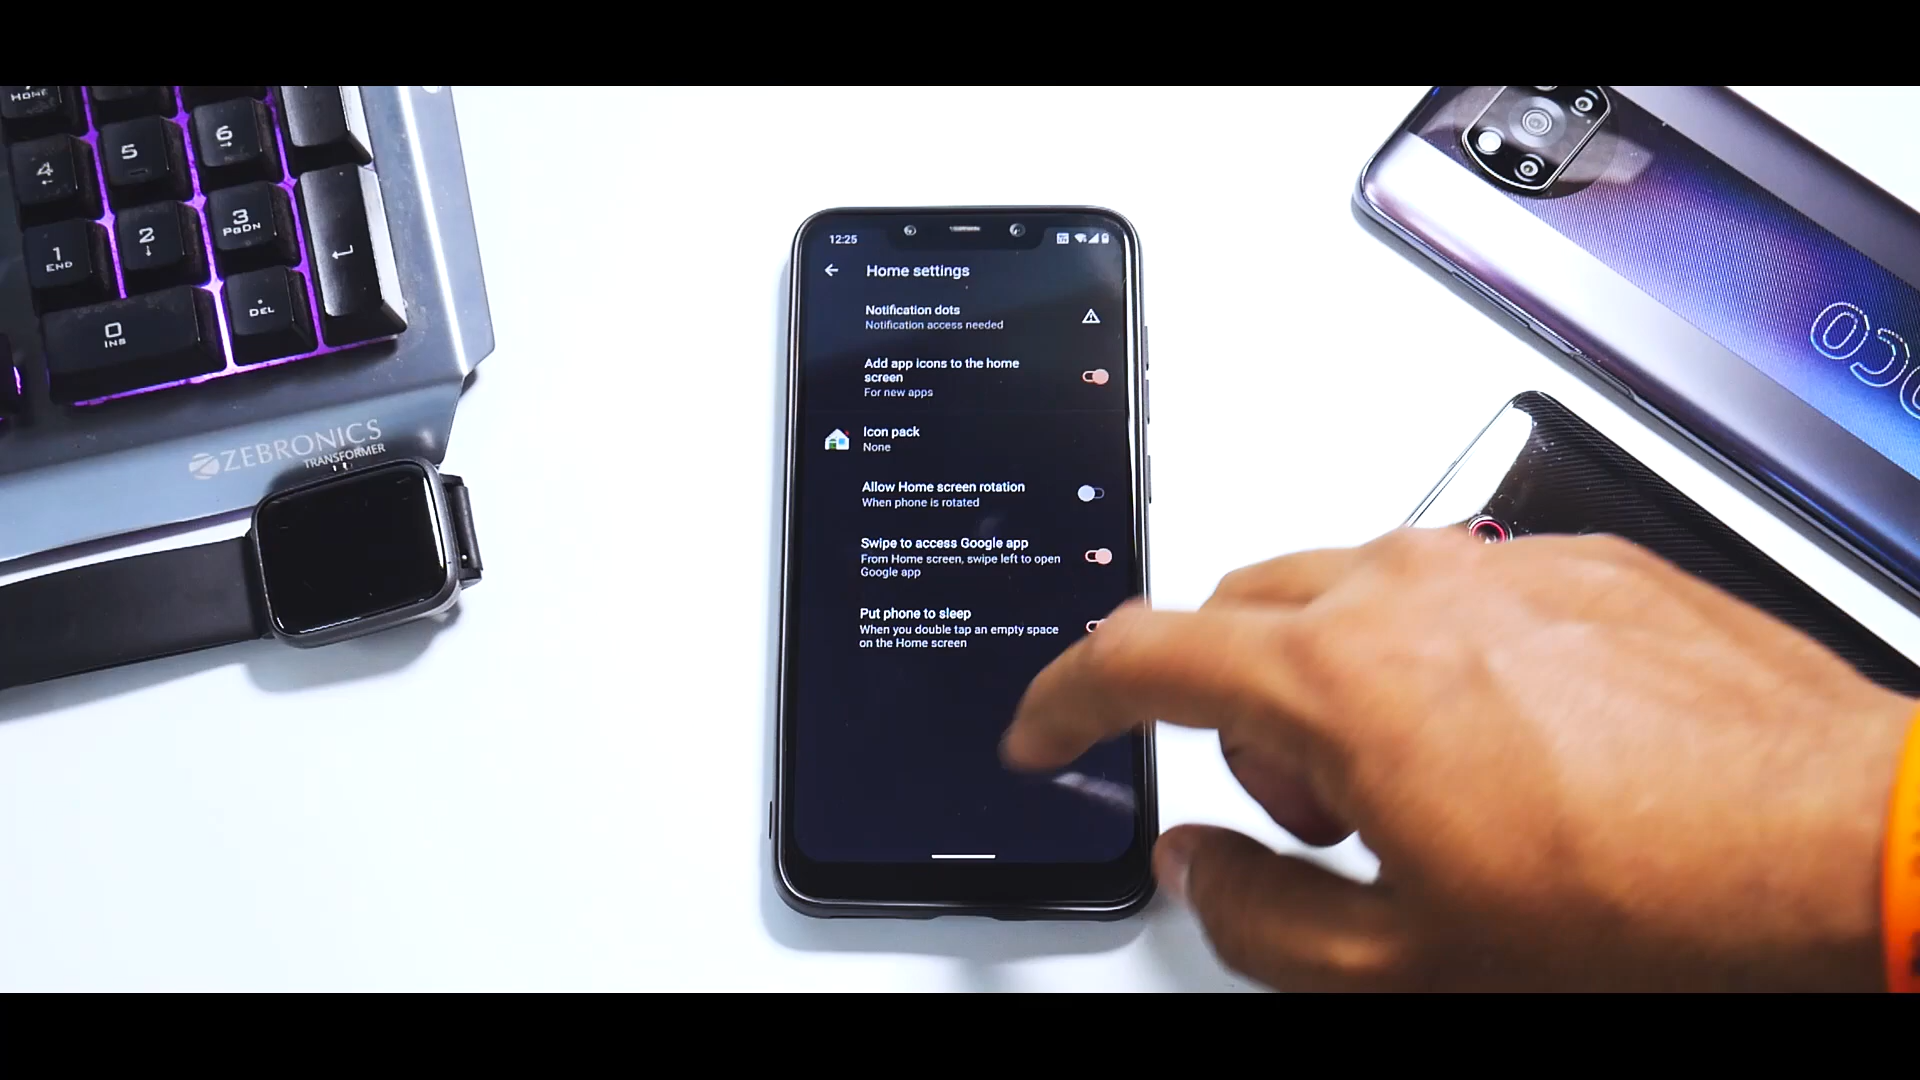 HOME
4
5
6
1
END
2
3
PgDN
0
INS
DEL
ZEBRONICS
TRANSFORMER
12:25
Home settings
Notification dots
Notification access needed
Add app icons to the home
screen
For new apps
Icon pack
None
Allow Home screen rotation
When phone is rotated
Swipe to access Google app
From Home screen, swipe left to open
Google app
Put phone to sleep
When you double tap an empty space
on the Home screen